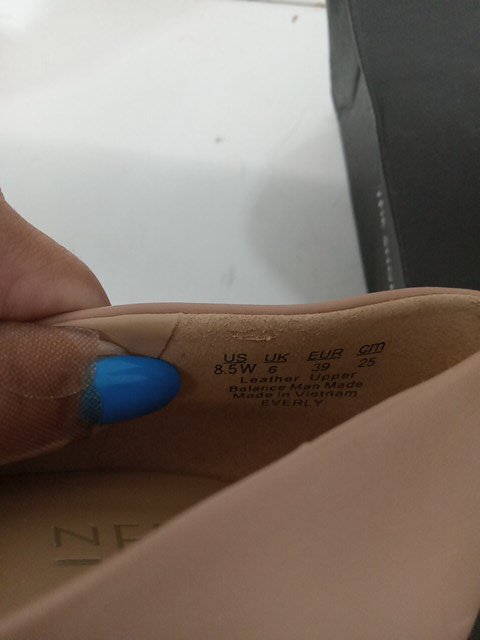 US UK EUR cm
8.5W 6 39 25
Leather Upper
Balance Man Made
Made in Vietnam
EVERLY